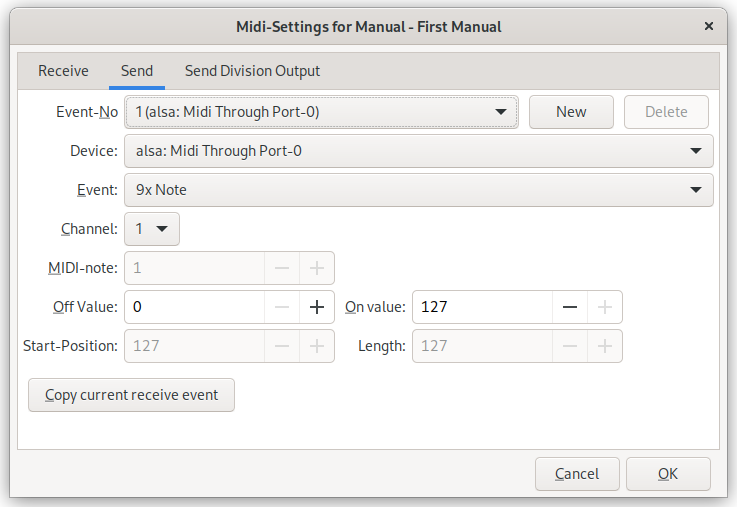 Midi-Settings for Manual - First Manual ×
Receive Send Send Division Output
Event-No 1 (alsa: Midi Through Port-0) New Delete
Device: alsa: Midi Through Port-0
Event: 9x Note
Channel: 1
MIDI-note: 1 − +
Off Value: 0 − + On value: 127 − +
Start-Position: 127 − + Length: 127 − +
Copy current receive event
Cancel OK